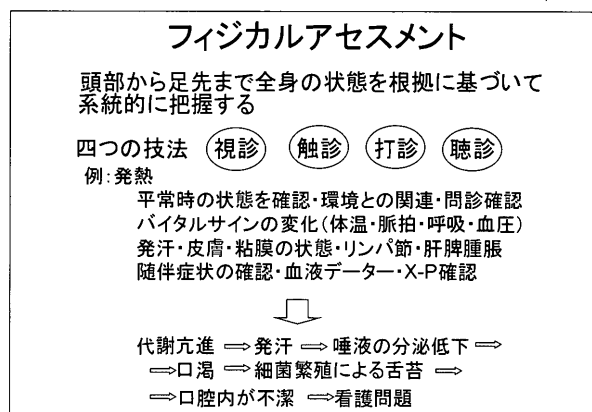 フィジカルアセスメント
頭部から足先まで全身の状態を根拠に基づいて
系統的に把握する
四つの技法 視診 触診 打診 聴診
例:発熱
平常時の状態を確認・環境との関連・問診確認
バイタルサインの変化(体温・脈拍・呼吸・血圧)
発汗・皮膚・粘膜の状態・リンパ節・肝脾腫脹
随伴症状の確認・血液データー・X-P確認
代謝亢進 ⇨発汗 ⇨唾液の分泌低下 ⇨
⇨口渇 ⇨細菌繁殖による舌苔 ⇨
⇨口腔内が不潔 ⇨看護問題